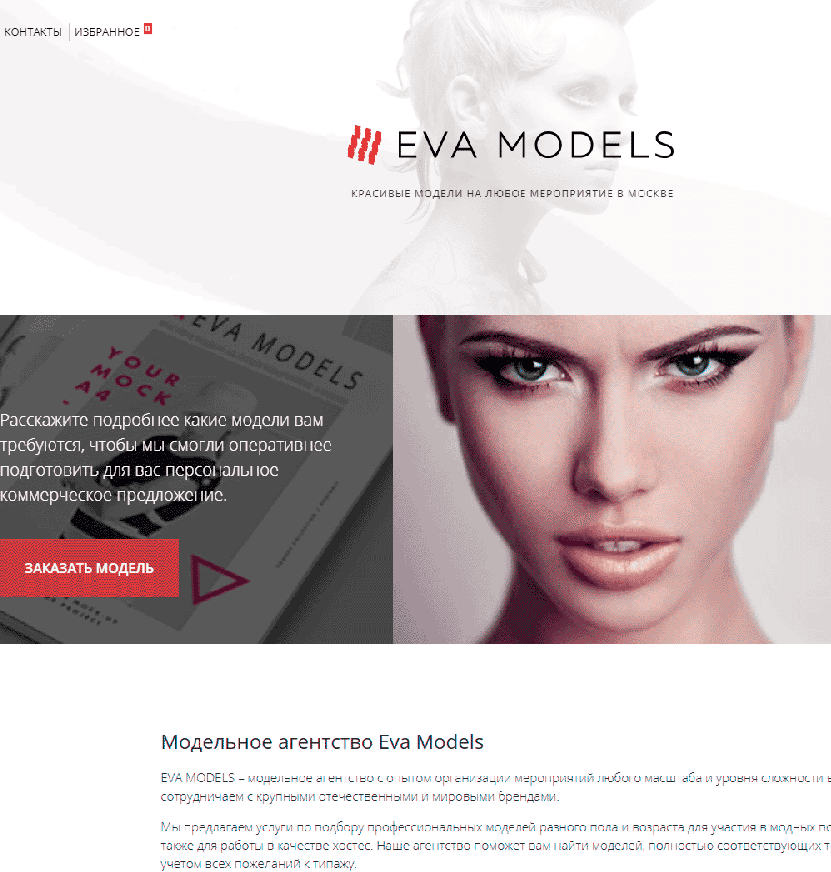 КОНТАКТЫ ИЗБРАННОЕ 0
EVA MODELS
КРАСИВЫЕ МОДЕЛИ НА ЛЮБОЕ МЕРОПРИЯТИЕ В МОСКВЕ
EVA MODELS
YOUR
MOCK
A4
Расскажите подробнее какие модели вам
требуются, чтобы мы смогли оперативнее
подготовить для вас персональное
коммерческое предложение.
ЗАКАЗАТЬ МОДЕЛЬ
Модельное агентство Eva Models
EVA MODELS – модельное агентство с опытом организации мероприятий любого масштаба и уровня сложности
сотрудничаем с крупными отечественными и мировыми брендами.
Мы предлагаем услуги по подбору профессиональных моделей разного пола и возраста для участия в модных
также для работы в качестве хостес. Наше агентство поможет вам найти моделей, полностью соответствующих
учетом всех пожеланий к типажу.